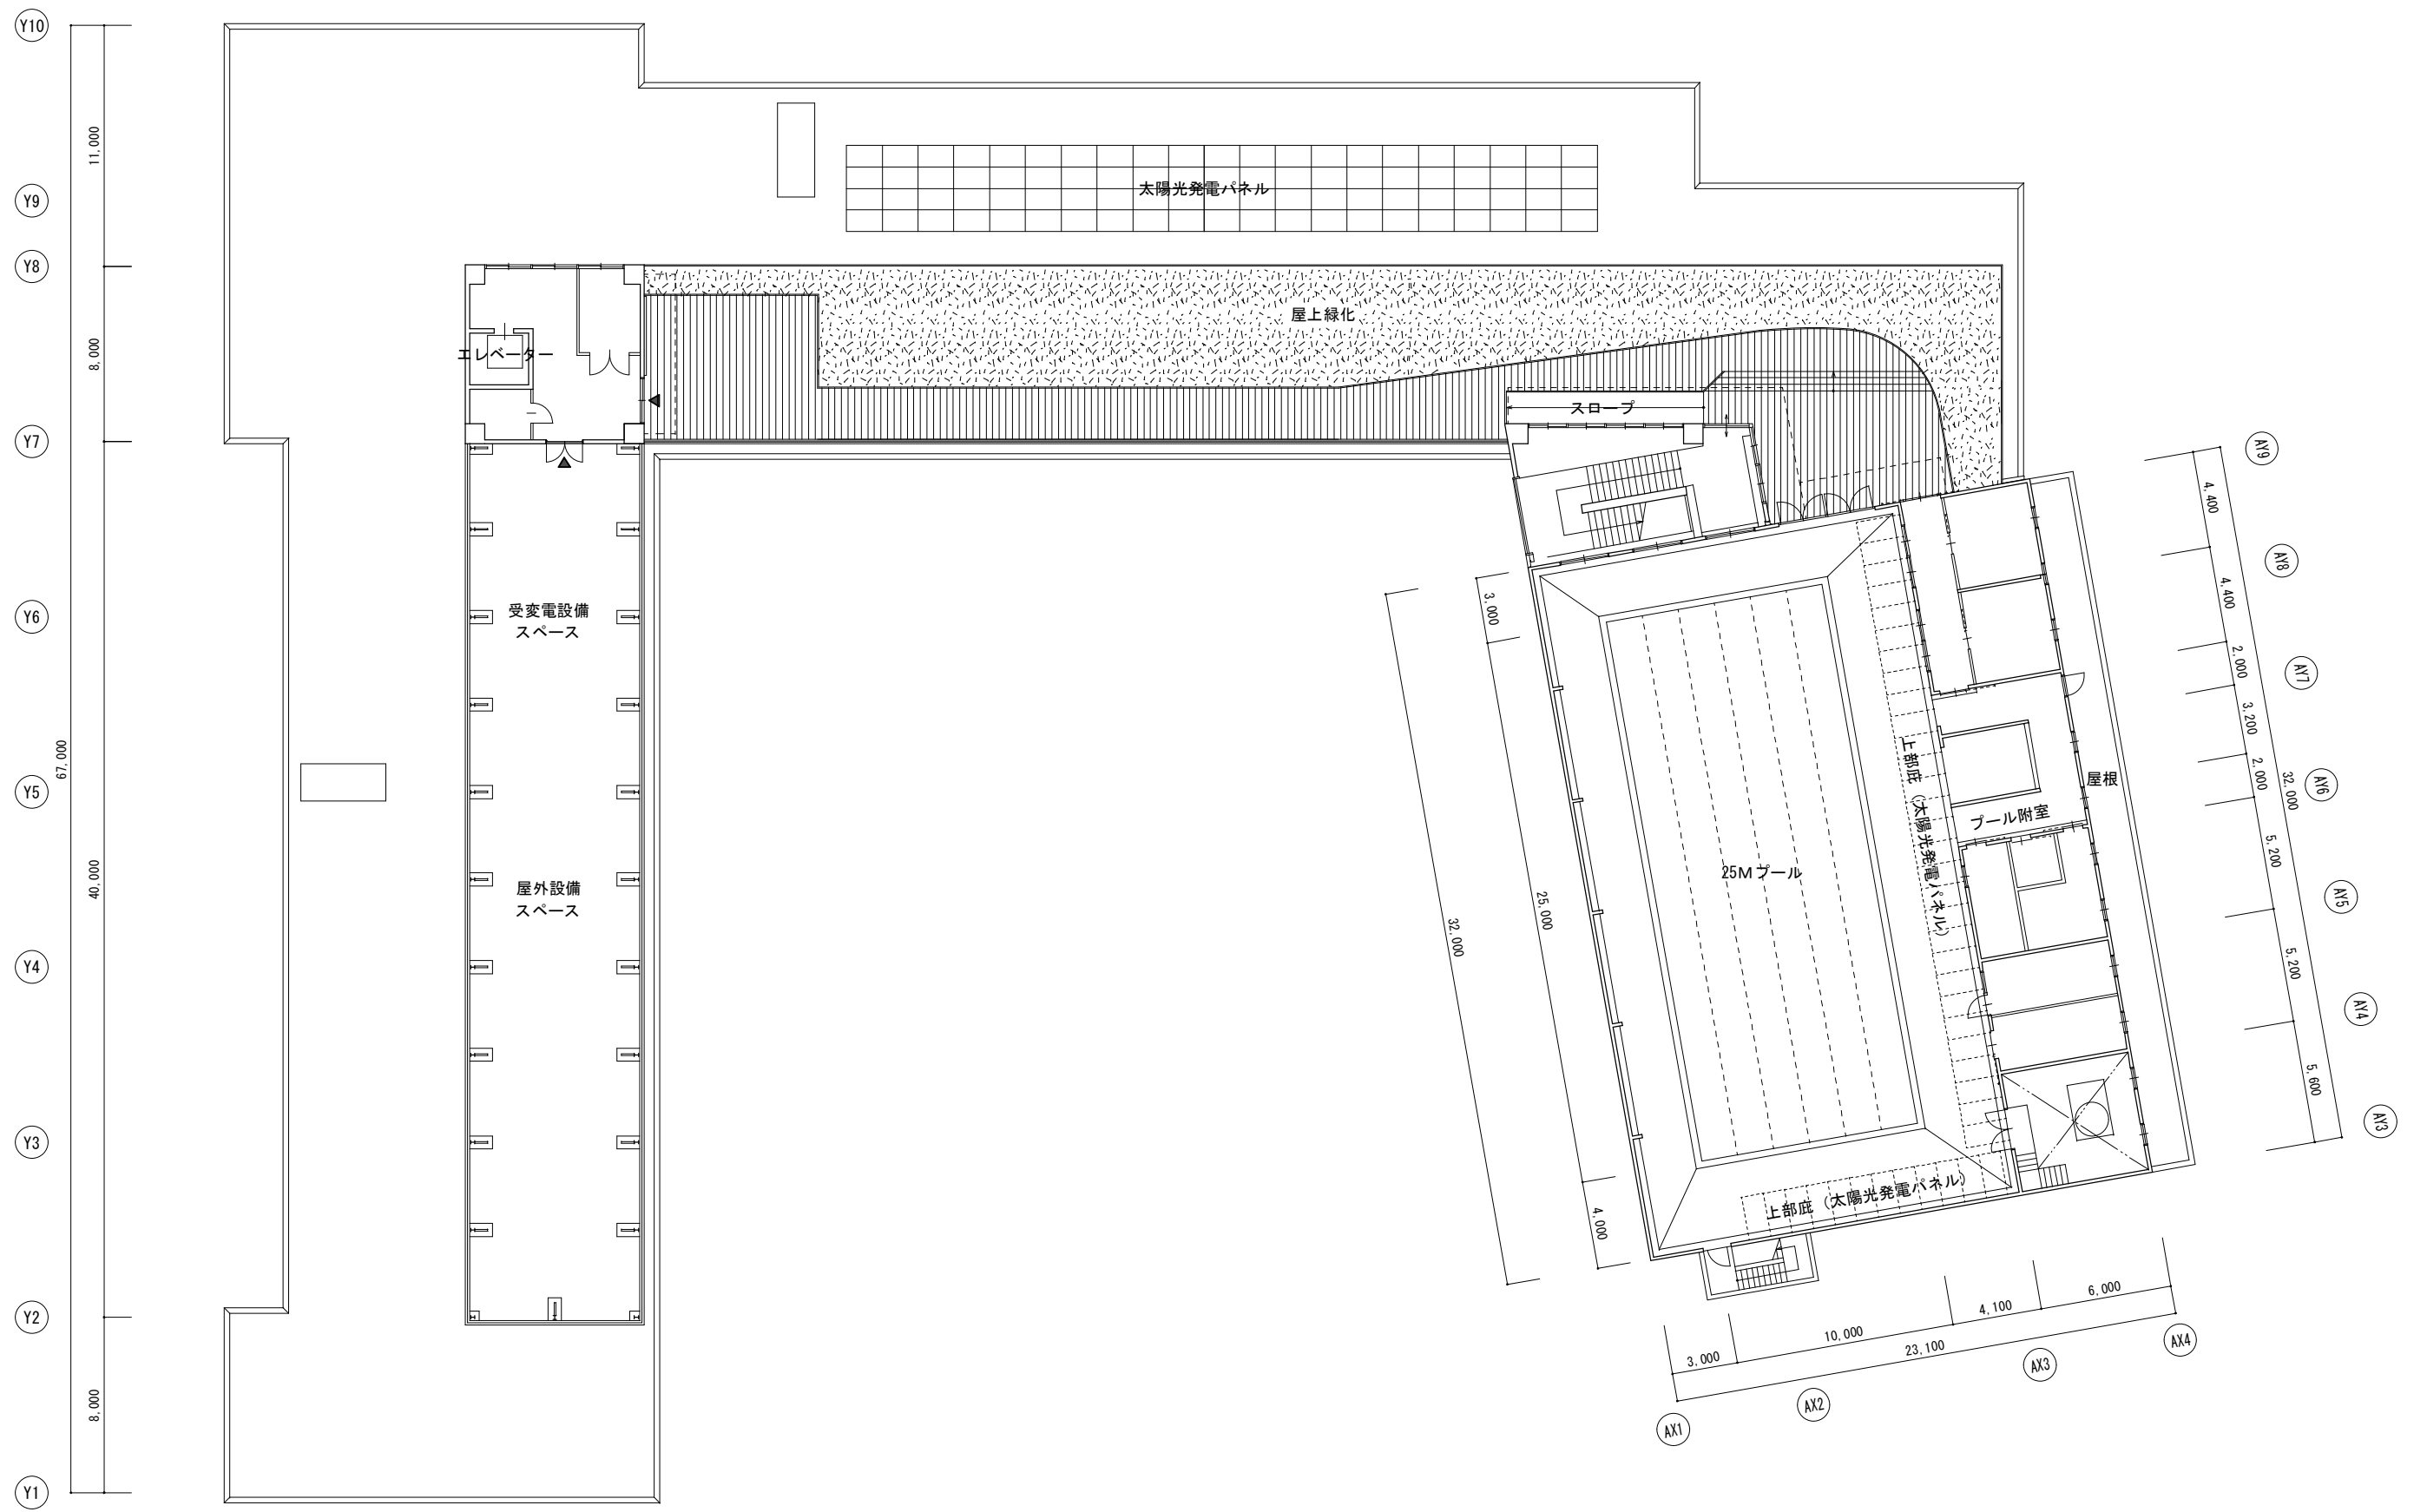 Y10
11,000
Y9
太陽光発電パネル
Y8
屋上緑化
8,000
エレベーター
スロープ
Y7
AY9
4,400
AY8
4,400
3,000
受変電設備
スペース
Y6
2,000
AY7
3,200
67,000
上部庇（太陽光発電パネル）
屋根
2,000
32,000
AY6
Y5
プール附室
5,200
25Mプール
40,000
屋外設備
スペース
25,000
AY5
32,000
5,200
Y4
AY4
5,600
AY3
Y3
上部庇（太陽光発電パネル）
4,000
6,000
4,100
Y2
10,000
AX4
23,100
3,000
AX3
8,000
AX2
AX1
Y1